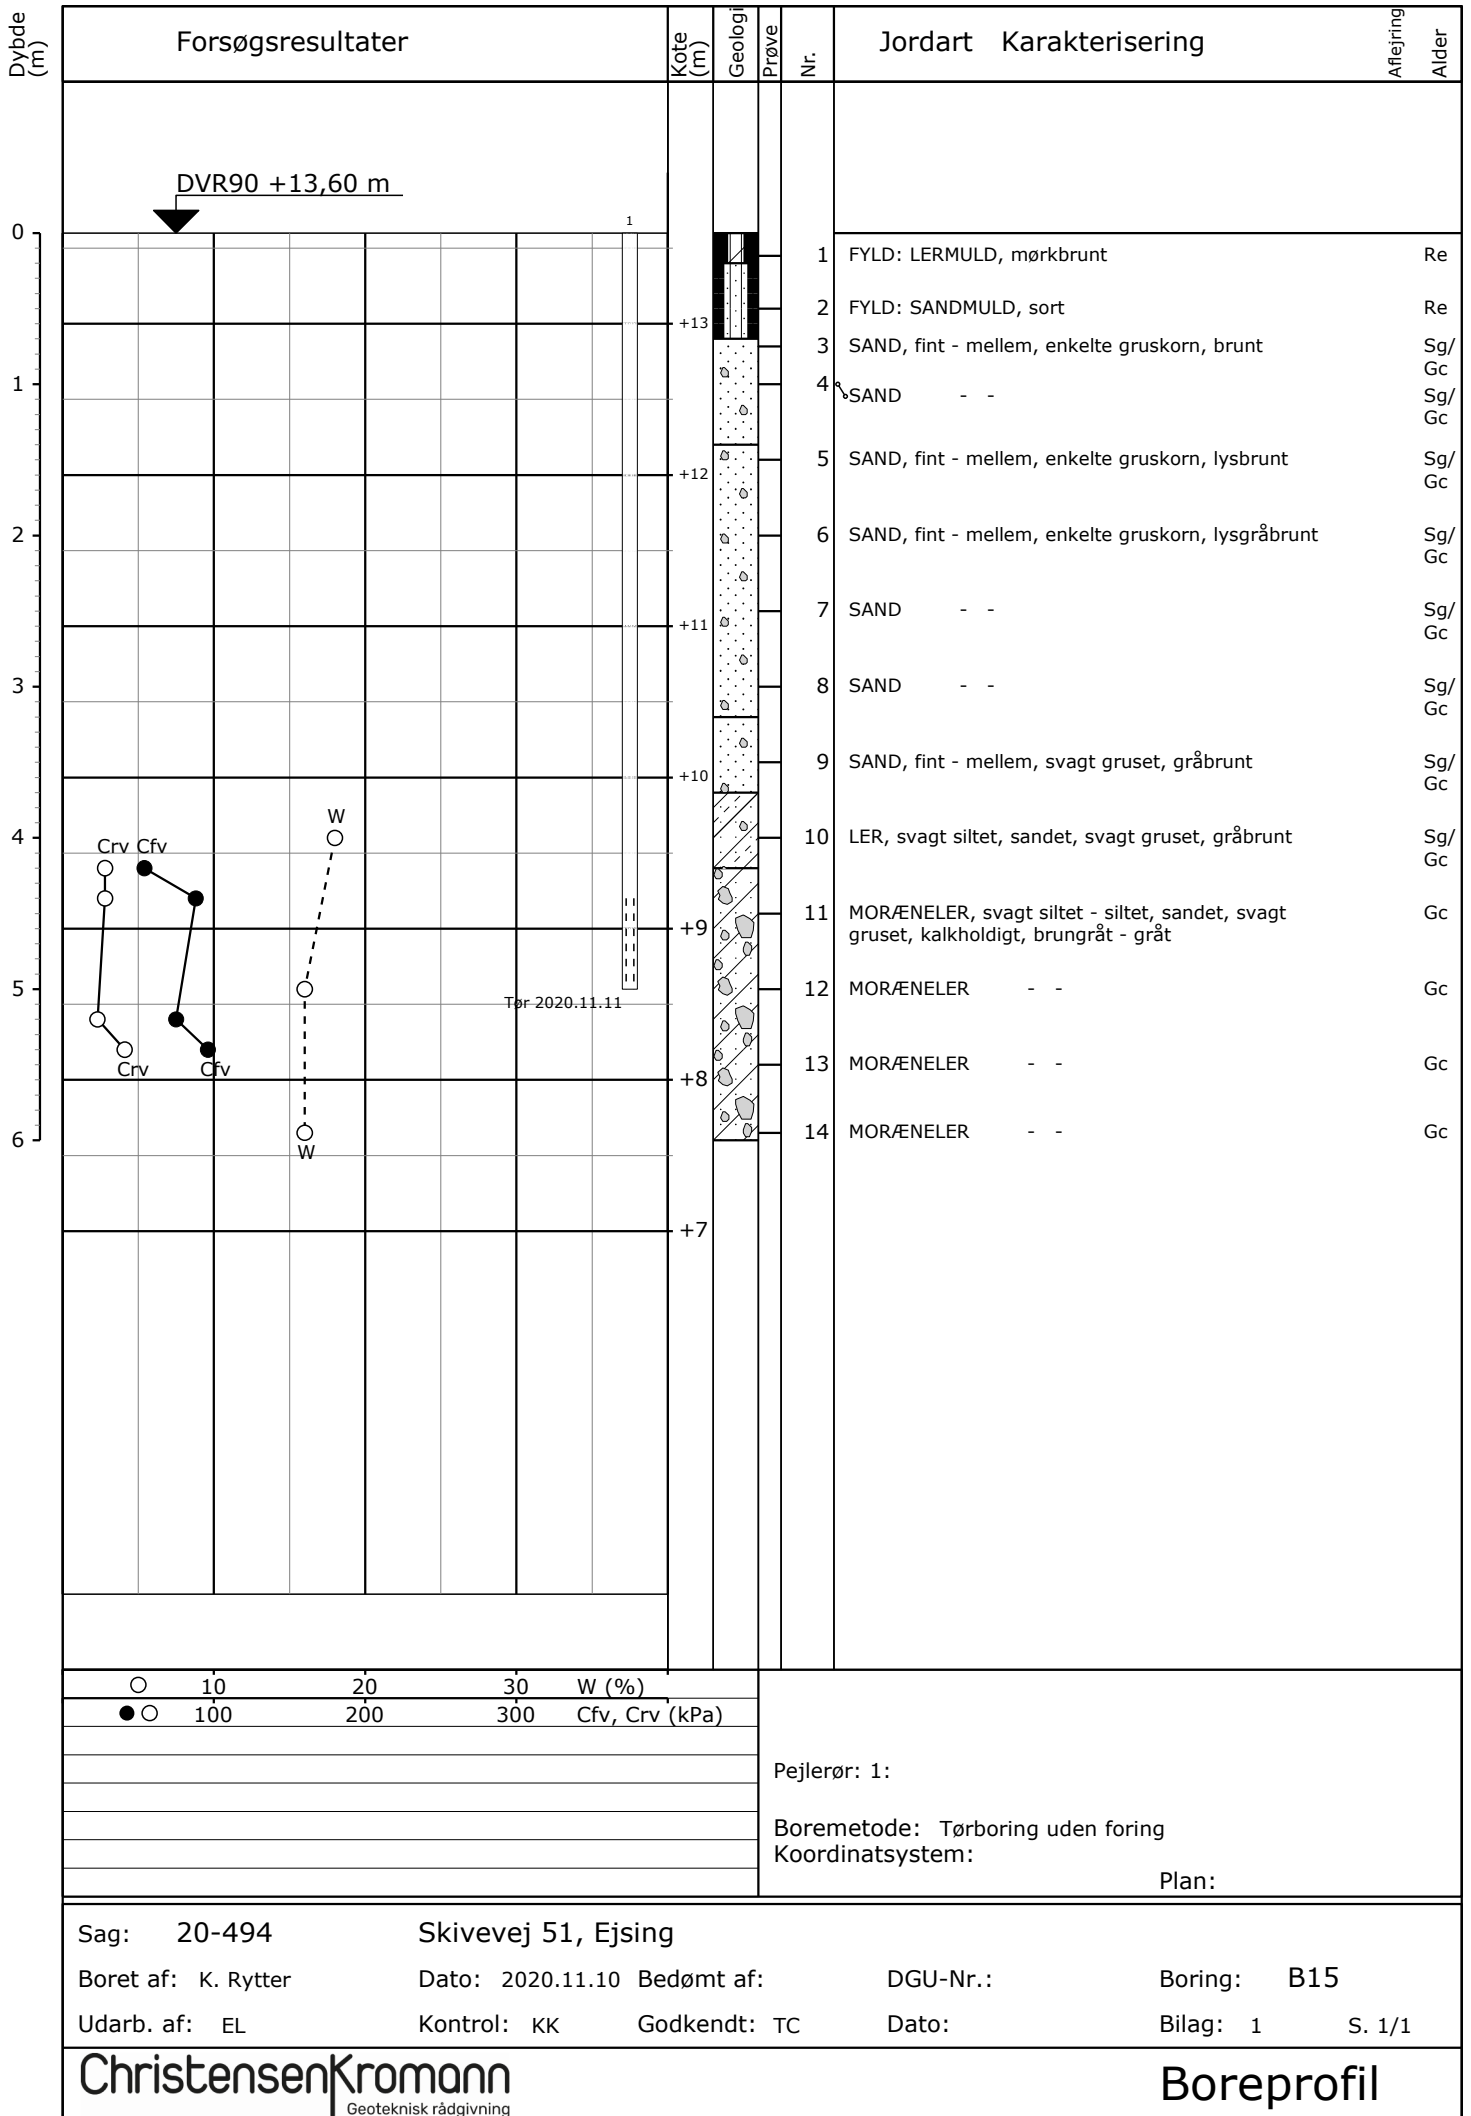 Dybde (m)
Forsøgsresultater
Kote (m)
Geologi
Prøve
Nr.
Jordart Karakterisering
Aflejring
Alder
DVR90 +13,60 m
1
0
1 FYLD: LERMULD, mørkbrunt Re
2 FYLD: SANDMULD, sort Re
+13
3 SAND, fint - mellem, enkelte gruskorn, brunt Sg/
Gc
1
4 SAND - - Sg/
Gc
5 SAND, fint - mellem, enkelte gruskorn, lysbrunt Sg/
Gc
+12
2
6 SAND, fint - mellem, enkelte gruskorn, lysgråbrunt Sg/
Gc
7 SAND - - Sg/
Gc
+11
3
8 SAND - - Sg/
Gc
9 SAND, fint - mellem, svagt gruset, gråbrunt Sg/
Gc
+10
W
4
10 LER, svagt siltet, sandet, svagt gruset, gråbrunt Sg/
Gc
Crv Cfv
11 MORÆNELER, svagt siltet - siltet, sandet, svagt Gc
gruset, kalkholdigt, brungråt - gråt
+9
5
12 MORÆNELER - - Gc
Tør 2020.11.11
13 MORÆNELER - - Gc
Crv Cfv
+8
6
14 MORÆNELER - - Gc
W
+7
10 20 30 W (%)
100 200 300 Cfv, Crv (kPa)
Pejlerør: 1:
Boremetode: Tørboring uden foring
Koordinatsystem:
Plan:
Sag: 20-494 Skivevej 51, Ejsing
Boret af: K. Rytter Dato: 2020.11.10 Bedømt af: DGU-Nr.: Boring: B15
Udarb. af: EL Kontrol: KK Godkendt: TC Dato: Bilag: 1 S. 1/1
ChristensenKromann
Geoteknisk rådgivning
Boreprofil